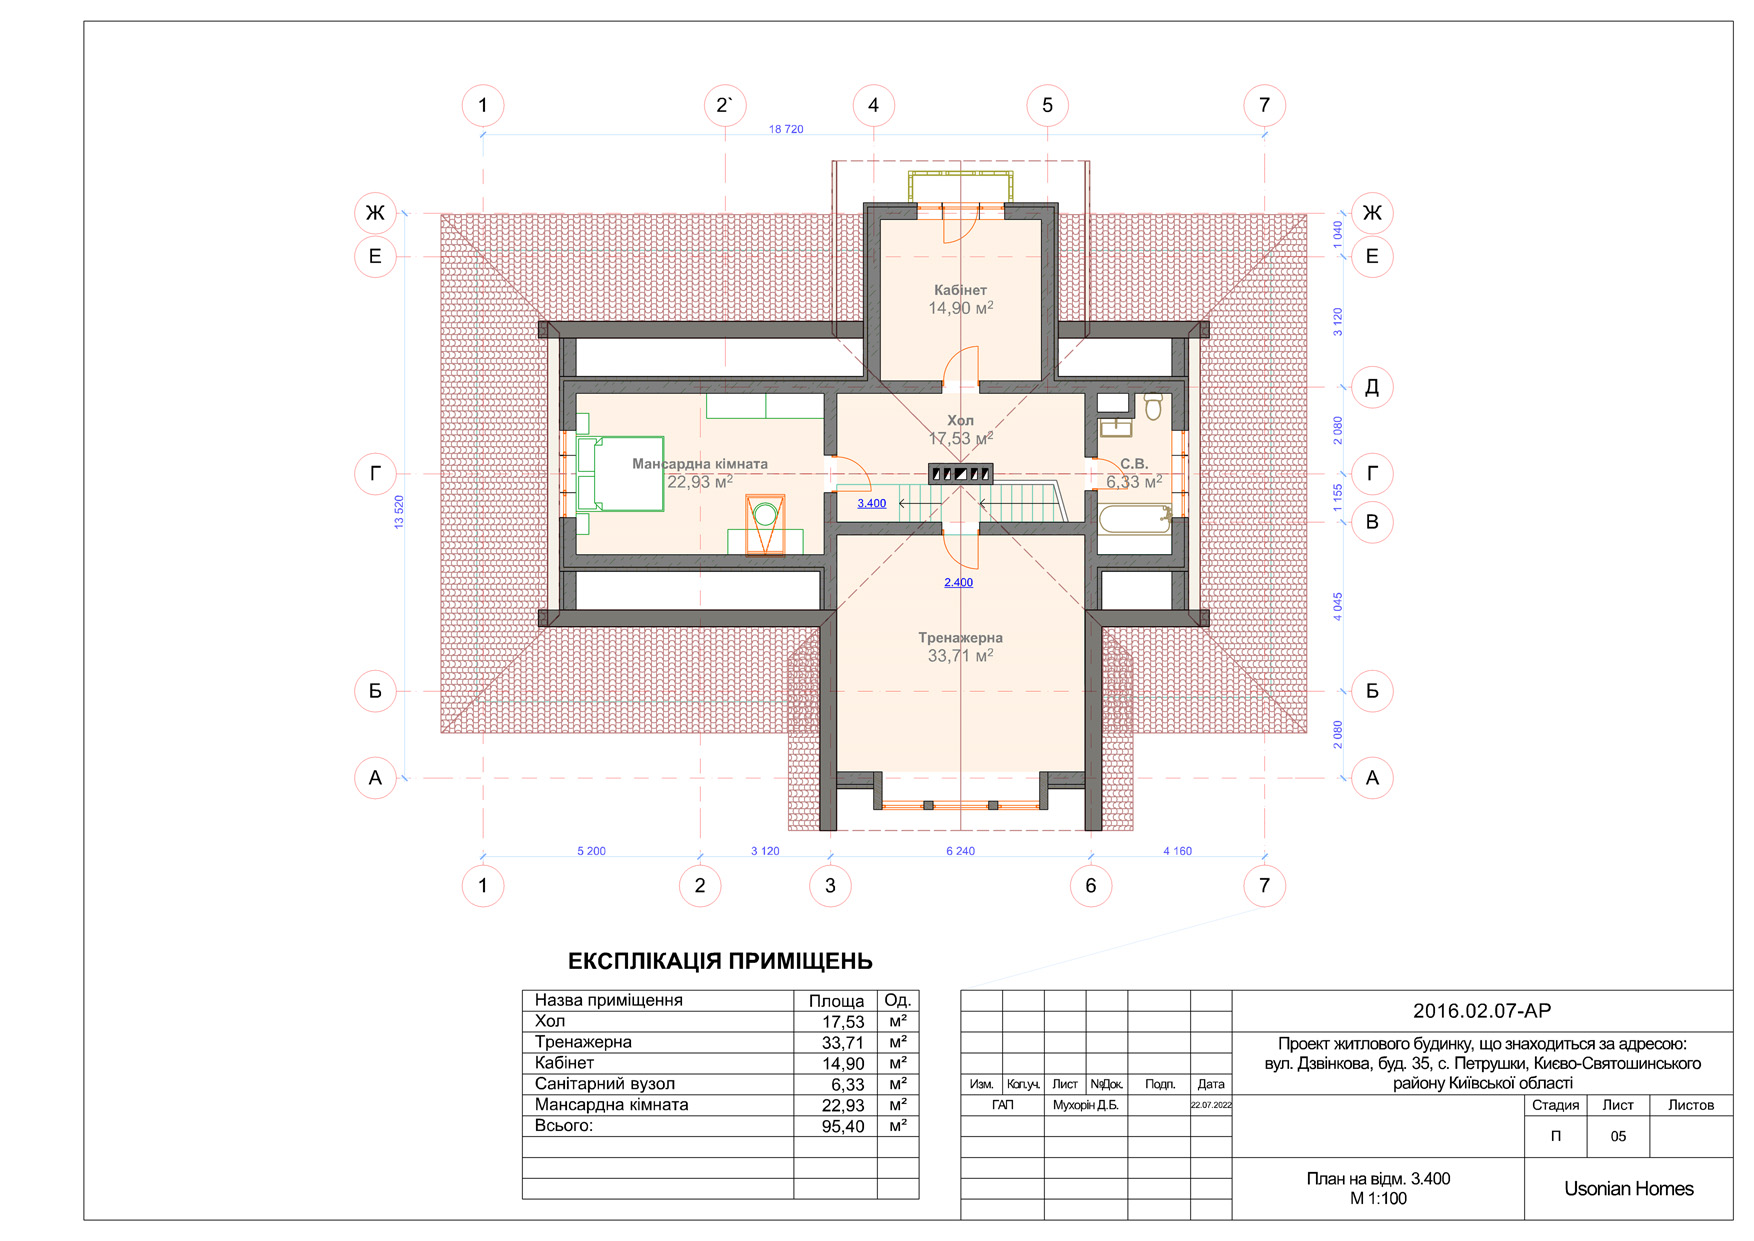 1 2` 4 5 7
18 720
Ж Ж
1 040
Е Е
Кабінет
14,90 м²
3 120
Д
Хол
17,53 м²
2 080
Мансардна кімната
22,93 м²
С.В.
6,33 м²
Г Г
3.400
1 155
13 520
В
2.400
4 045
Тренажерна
33,71 м²
Б Б
2 080
А А
5 200 3 120 6 240 4 160
1 2 3 6 7
ЕКСПЛІКАЦІЯ ПРИМІЩЕНЬ
Назва приміщення Площа Од.
Хол 17,53 м²
Тренажерна 33,71 м²
Кабінет 14,90 м²
Санітарний вузол 6,33 м²
Мансардна кімната 22,93 м²
Всього: 95,40 м²
2016.02.07-АР
Проект житлового будинку, що знаходиться за адресою:
вул. Дзвінкова, буд. 35, с. Петрушки, Києво-Святошинського
району Київської області
Изм. Кол.уч. Лист №Док. Подп. Дата
ГАП Мухорін Д.Б. 22.07.2022
Стадия Лист Листов
П 05
План на відм. 3.400
М 1:100
Usonian Homes